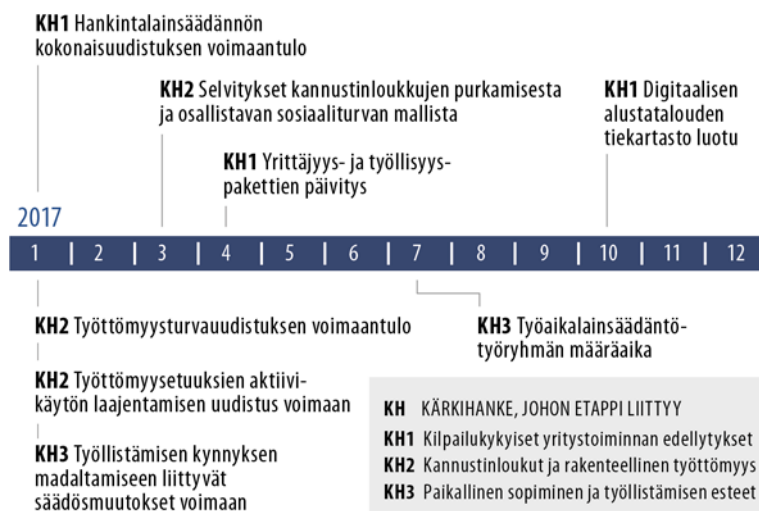 KH1 Hankintalainsäädännön
kokonaisuudistuksen voimaantulo
KH2 Selvitykset kannustinloukkujen purkamisesta
ja osallistavan sosiaaliturvan mallista
KH1 Digitaalisen
alustatalouden
tiekartasto luotu
KH1 Yrittäjyys- ja työllisyys-
pakettien päivitys
2017
1 2 3 4 5 6 7 8 9 10 11 12
KH2 Työttömyysturvauudistuksen voimaantulo
KH3 Työaikalainsäädäntö-
työryhmän määräaika
KH2 Työttömyysetuuksien aktiivi-
käytön laajentamisen uudistus voimaan
KH3 Työllistämisen kynnyksen
madaltamiseen liittyvät
säädösmuutokset voimaan
KH KÄRKIHANKE, JOHON ETAPPI LIITTYY
KH1 Kilpailukykyiset yritystoiminnan edellytykset
KH2 Kannustinloukut ja rakenteellinen työttömyys
KH3 Paikallinen sopiminen ja työllistämisen esteet